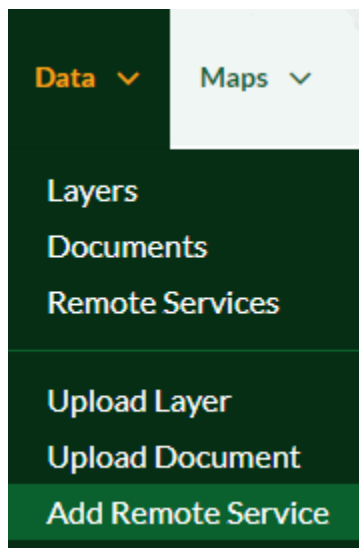 Data Maps
Layers
Documents
Remote Services
Upload Layer
Upload Document
Add Remote Service